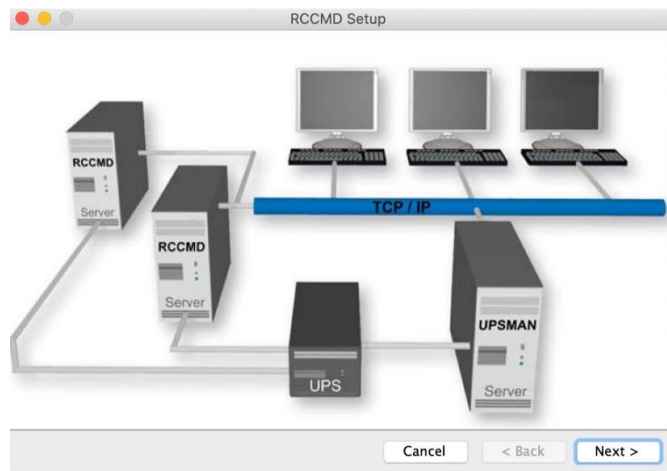 RCCMD Setup
RCCMD
Server
TCP / IP
RCCMD
Server
UPSMAN
Server
UPS
Cancel
< Back
Next >